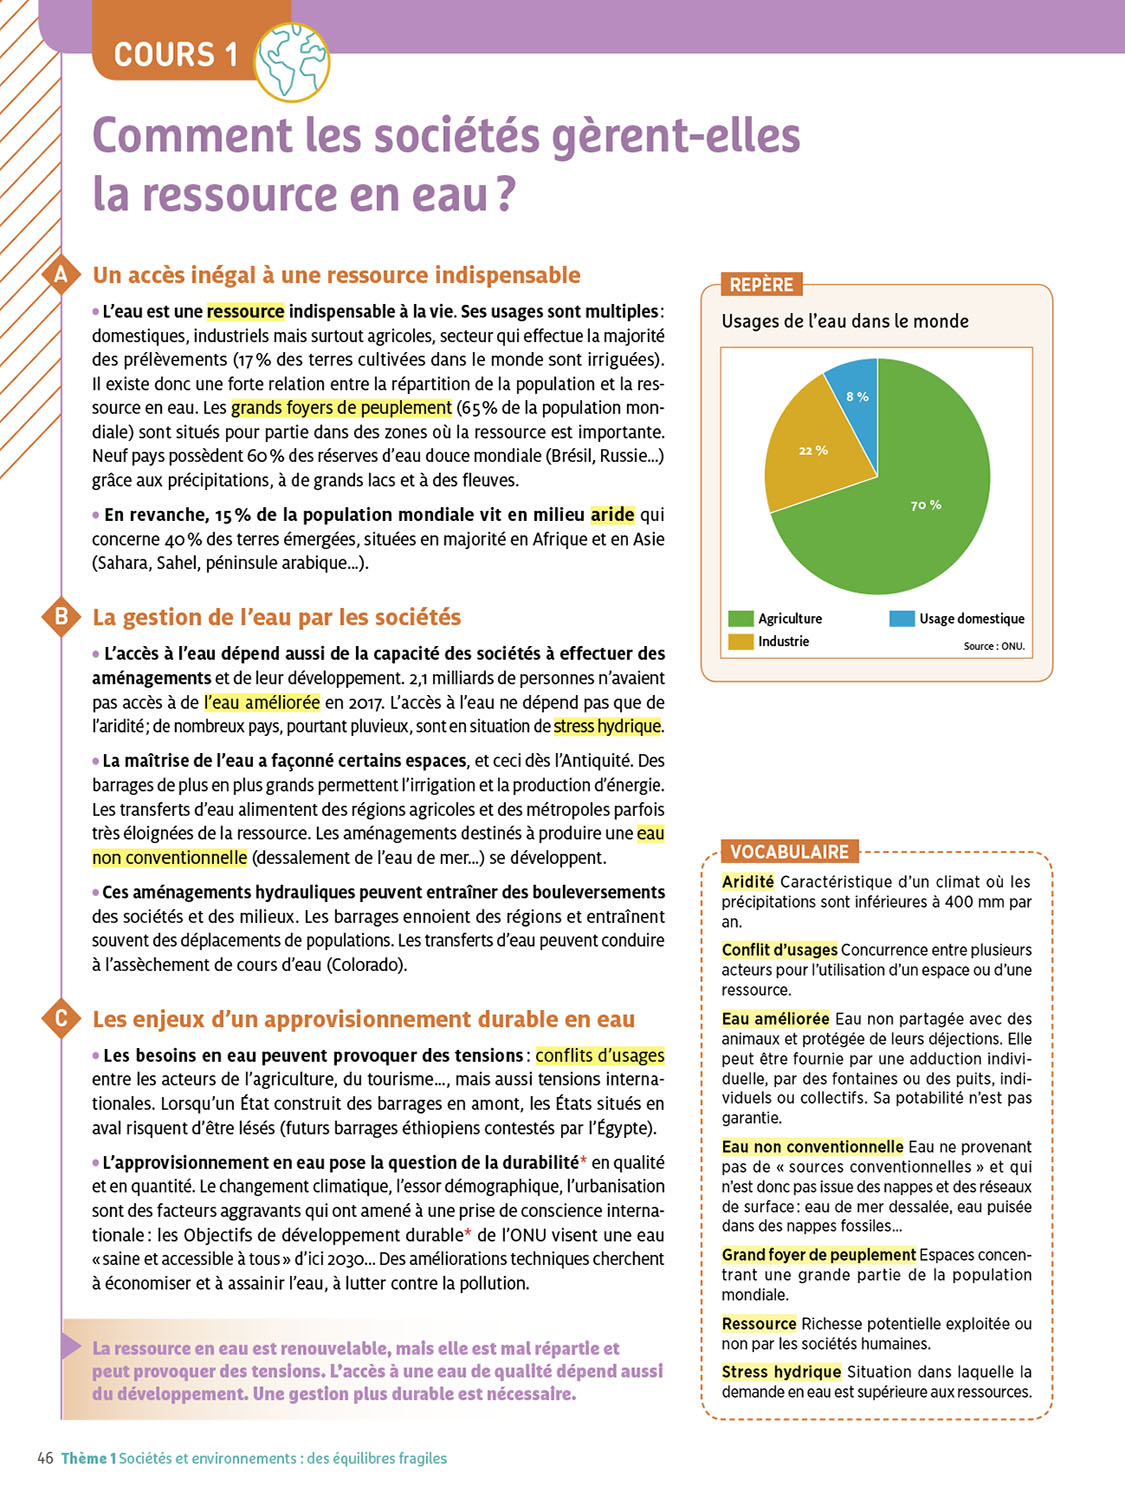 COURS 1
Comment les sociétés gèrent-elles
la ressource en eau ?
A Un accès inégal à une ressource indispensable
• L'eau est une ressource indispensable à la vie. Ses usages sont multiples :
domestiques, industriels mais surtout agricoles, secteur qui effectue la majorité
des prélèvements (17 % des terres cultivées dans le monde sont irriguées).
Il existe donc une forte relation entre la répartition de la population et la res-
source en eau. Les grands foyers de peuplement (65 % de la population mon-
diale) sont situés pour partie dans des zones où la ressource est importante.
Neuf pays possèdent 60 % des réserves d'eau douce mondiale (Brésil, Russie...)
grâce aux précipitations, à de grands lacs et à des fleuves.
• En revanche, 15 % de la population mondiale vit en milieu aride qui
concerne 40 % des terres émergées, situées en majorité en Afrique et en Asie
(Sahara, Sahel, péninsule arabique...).
B La gestion de l'eau par les sociétés
• L'accès à l'eau dépend aussi de la capacité des sociétés à effectuer des
aménagements et de leur développement. 2,1 milliards de personnes n'avaient
pas accès à de l'eau améliorée en 2017. L'accès à l'eau ne dépend pas que de
l'aridité ; de nombreux pays, pourtant pluvieux, sont en situation de stress hydrique.
• La maîtrise de l'eau a façonné certains espaces, et ceci dès l'Antiquité. Des
barrages de plus en plus grands permettent l'irrigation et la production d'énergie.
Les transferts d'eau alimentent des régions agricoles et des métropoles parfois
très éloignées de la ressource. Les aménagements destinés à produire une eau
non conventionnelle (dessalement de l'eau de mer...) se développent.
• Ces aménagements hydrauliques peuvent entraîner des bouleversements
des sociétés et des milieux. Les barrages ennoient des régions et entraînent
souvent des déplacements de populations. Les transferts d'eau peuvent conduire
à l'assèchement de cours d'eau (Colorado).
C Les enjeux d'un approvisionnement durable en eau
• Les besoins en eau peuvent provoquer des tensions : conflits d'usages
entre les acteurs de l'agriculture, du tourisme..., mais aussi tensions interna-
tionales. Lorsqu'un État construit des barrages en amont, les États situés en
aval risquent d'être lésés (futurs barrages éthiopiens contestés par l'Égypte).
• L'approvisionnement en eau pose la question de la durabilité* en qualité
et en quantité. Le changement climatique, l'essor démographique, l'urbanisation
sont des facteurs aggravants qui ont amené à une prise de conscience interna-
tionale : les Objectifs de développement durable* de l'ONU visent une eau
« saine et accessible à tous » d'ici 2030... Des améliorations techniques cherchent
à économiser et à assainir l'eau, à lutter contre la pollution.
La ressource en eau est renouvelable, mais elle est mal répartie et
peut provoquer des tensions. L'accès à une eau de qualité dépend aussi
du développement. Une gestion plus durable est nécessaire.
REPÈRE
Usages de l'eau dans le monde
8 %
22 %
70 %
Agriculture
Usage domestique
Industrie
Source : ONU.
VOCABULAIRE
Aridité Caractéristique d'un climat où les
précipitations sont inférieures à 400 mm par
an.
Conflit d'usages Concurrence entre plusieurs
acteurs pour l'utilisation d'un espace ou d'une
ressource.
Eau améliorée Eau non partagée avec des
animaux et protégée de leurs déjections. Elle
peut être fournie par une adduction indivi-
duelle, par des fontaines ou des puits, indi-
viduels ou collectifs. Sa potabilité n'est pas
garantie.
Eau non conventionnelle Eau ne provenant
pas de « sources conventionnelles » et qui
n'est donc pas issue des nappes et des réseaux
de surface : eau de mer dessalée, eau puisée
dans des nappes fossiles...
Grand foyer de peuplement Espaces concen-
trant une grande partie de la population
mondiale.
Ressource Richesse potentielle exploitée ou
non par les sociétés humaines.
Stress hydrique Situation dans laquelle la
demande en eau est supérieure aux ressources.
46 Thème 1 Sociétés et environnements : des équilibres fragiles